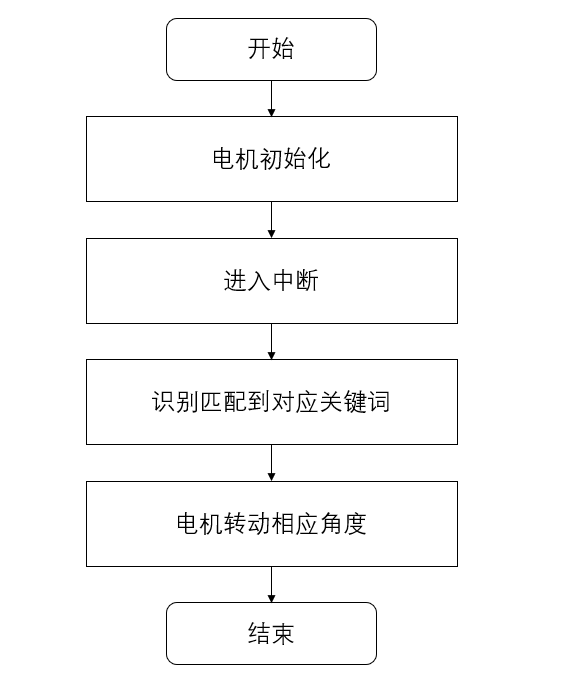 开始
电机初始化
进入中断
识别匹配到对应关键词
电机转动相应角度
结束